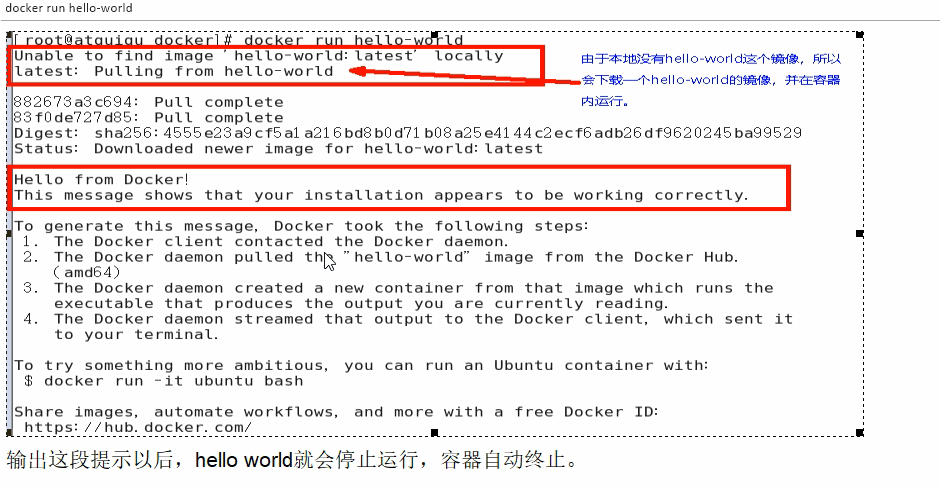 docker run hello-world
[ root@atguigu docker]# docker run hello-world
Unable to find image 'hello-world:latest' locally
latest: Pulling from hello-world
由于本地没有hello-world这个镜像，所以
会下载一个hello-world的镜像，并在容器
内运行。
882673a3c694: Pull complete
83f0de727d85: Pull complete
Digest: sha256:4555e23a9cf5a1a216bd8b0d71b08a25e4144c2ecf6adb26df9620245ba99529
Status: Downloaded newer image for hello-world:latest
Hello from Docker!
This message shows that your installation appears to be working correctly.
To generate this message, Docker took the following steps:
1. The Docker client contacted the Docker daemon.
2. The Docker daemon pulled the "hello-world" image from the Docker Hub.
(amd64)
3. The Docker daemon created a new container from that image which runs the
executable that produces the output you are currently reading.
4. The Docker daemon streamed that output to the Docker client, which sent it
to your terminal.
To try something more ambitious, you can run an Ubuntu container with:
$ docker run -it ubuntu bash
Share images, automate workflows, and more with a free Docker ID:
https://hub.docker.com/
输出这段提示以后，hello world就会停止运行，容器自动终止。